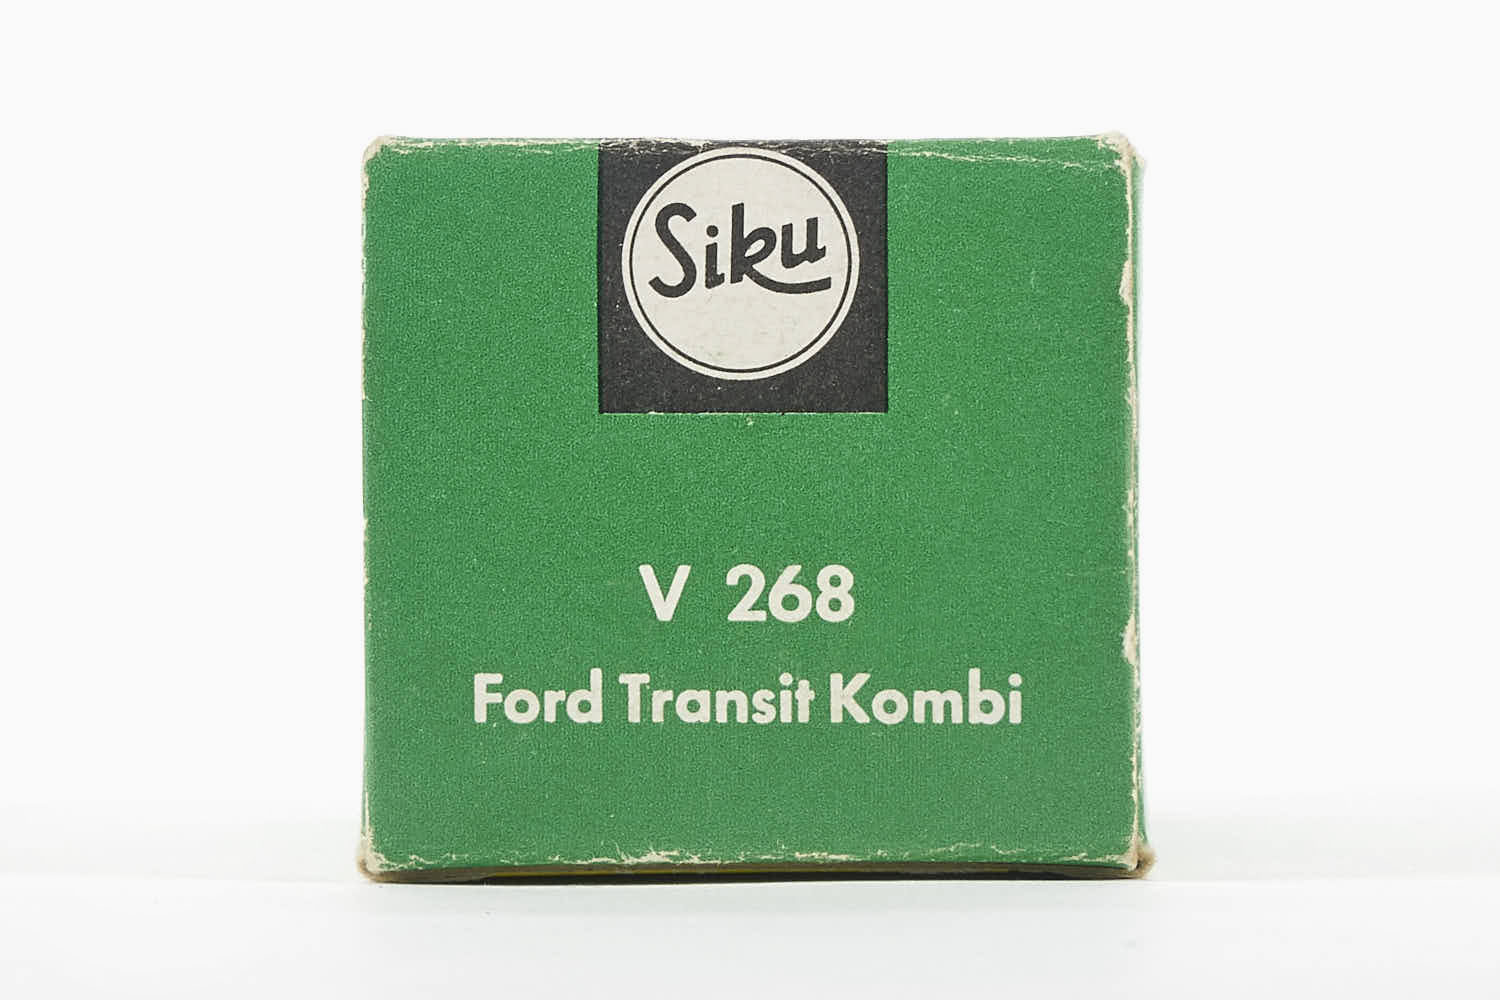 Siku
V 268
Ford Transit Kombi